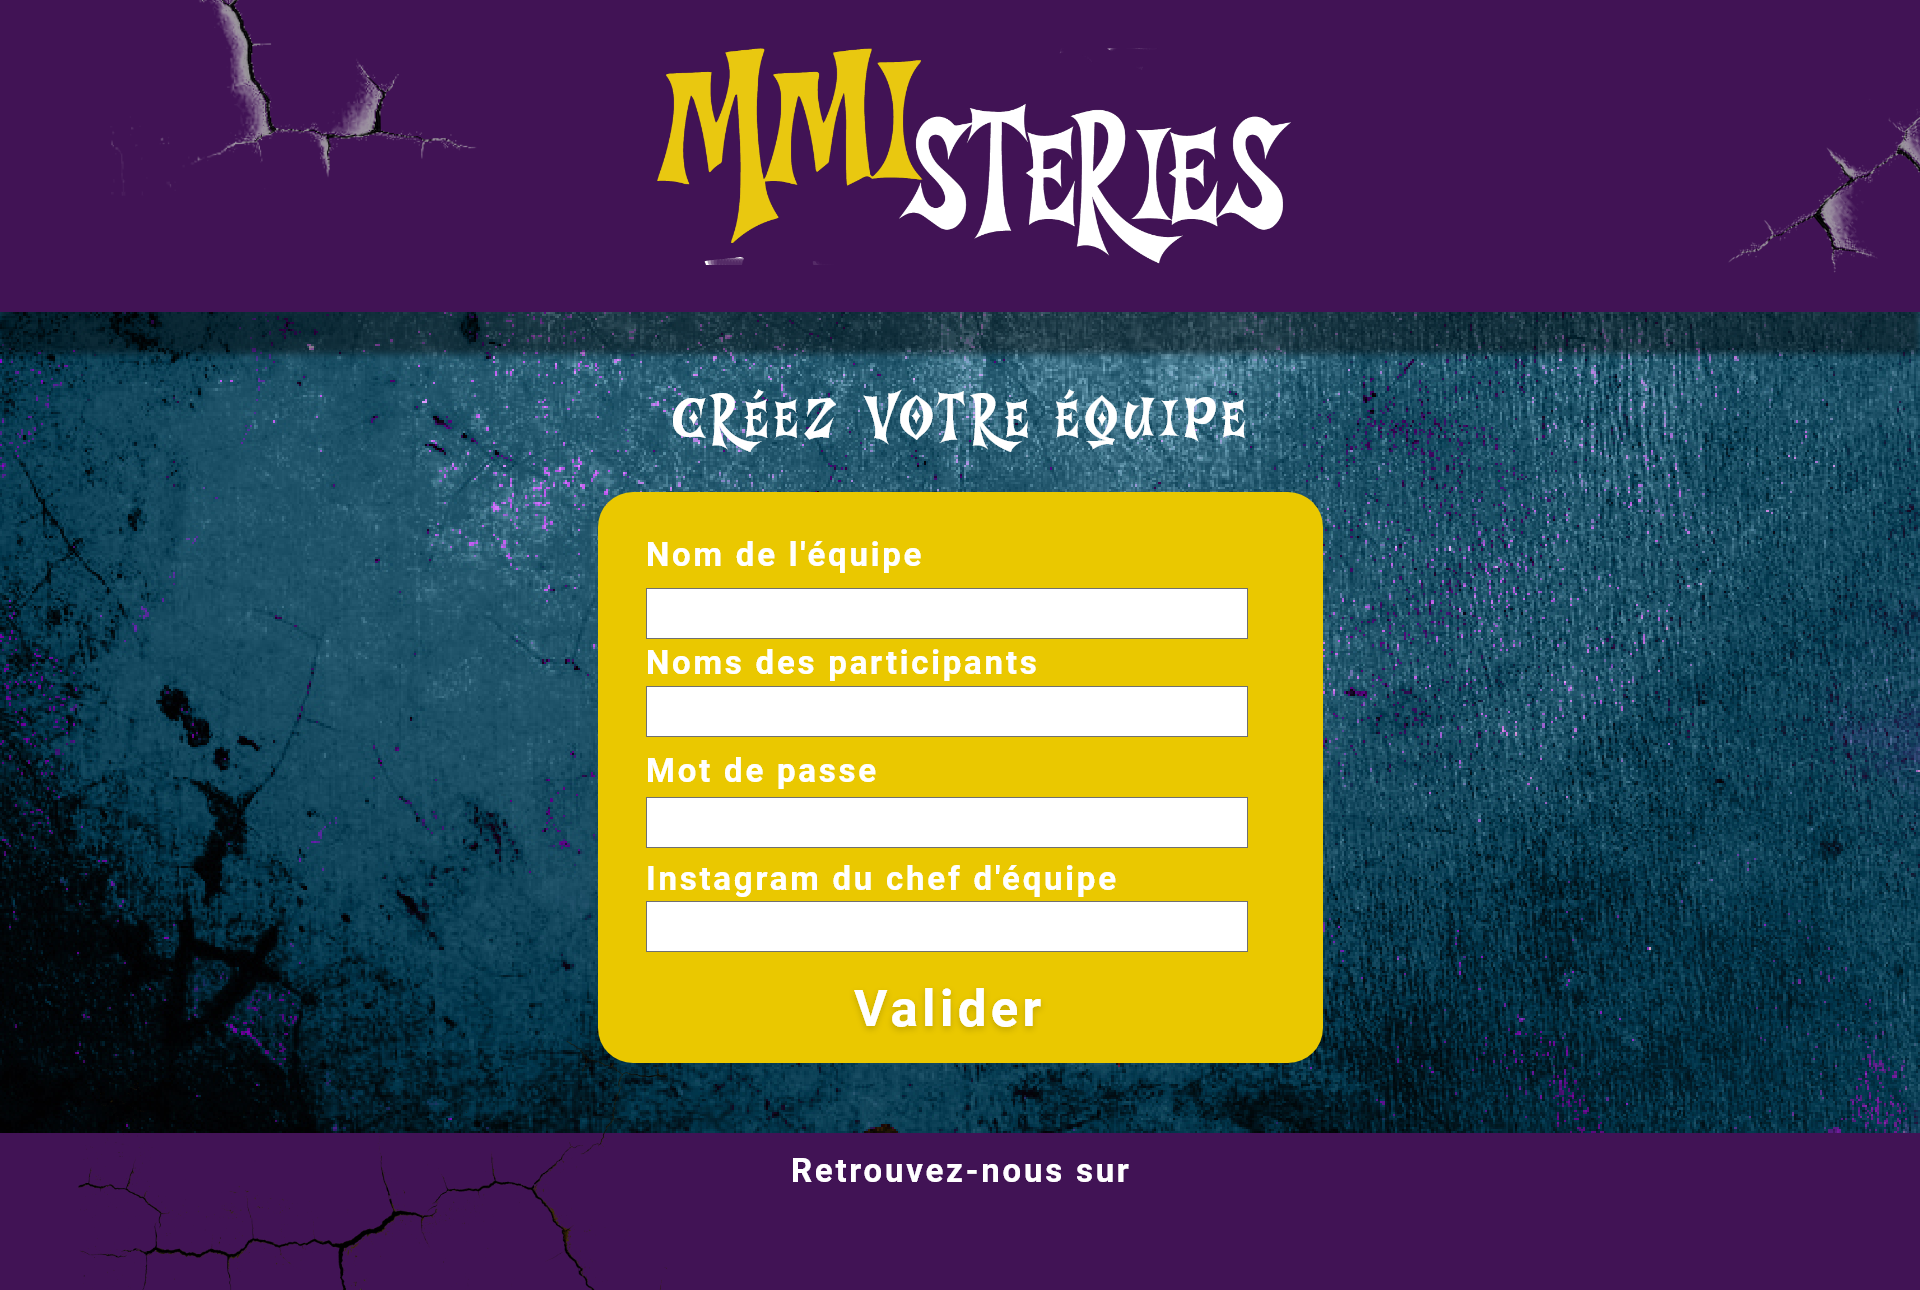 MMISTERIES
CRÉEZ VOTRE ÉQUIPE
Nom de l'équipe
Noms des participants
Mot de passe
Instagram du chef d'équipe
Valider
Retrouvez-nous sur